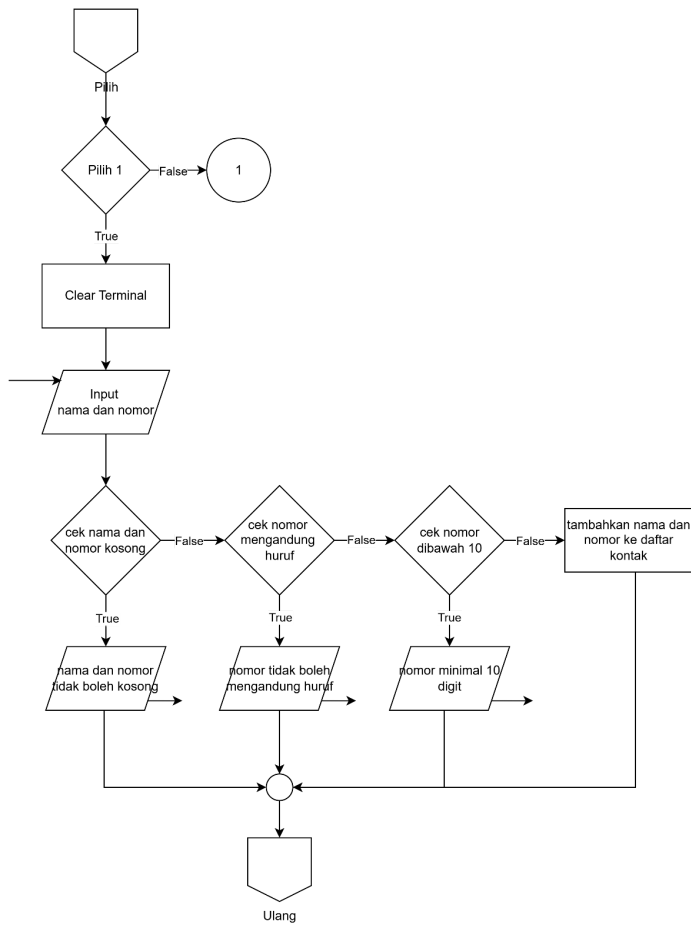 Pilih
Pilih 1
False
1
True
Clear Terminal
Input
nama dan nomor
cek nama dan
nomor kosong
False
cek nomor
mengandung
huruf
False
cek nomor
dibawah 10
False
tambahkan nama dan
nomor ke daftar
kontak
True
True
True
nama dan nomor
tidak boleh kosong
nomor tidak boleh
mengandung huruf
nomor minimal 10
digit
Ulang